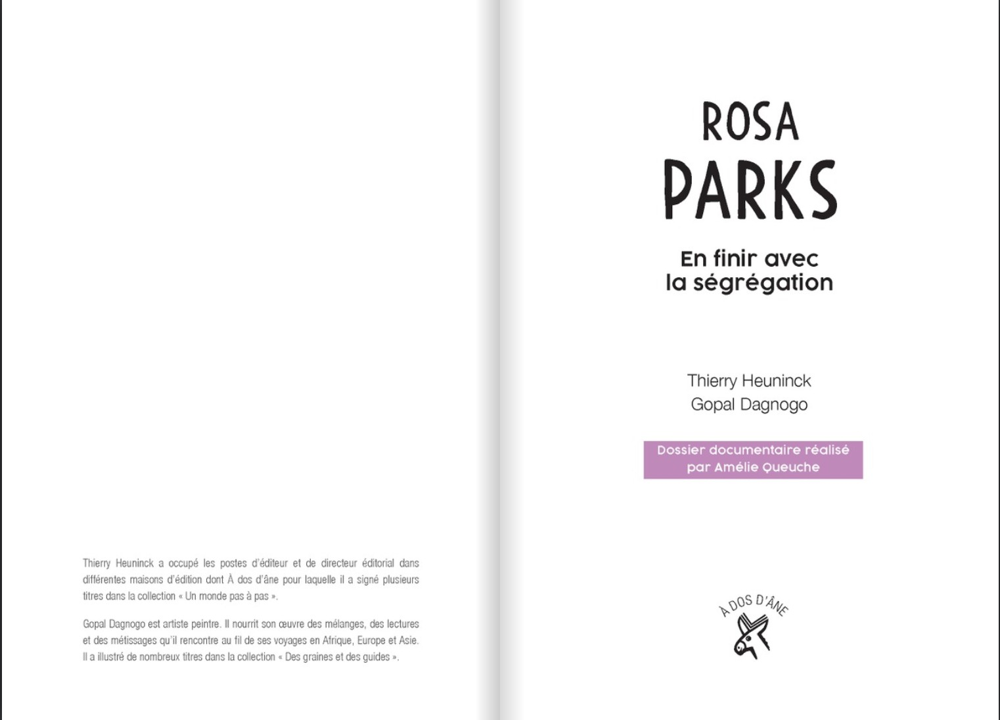 Thierry Heuninck a occupé les postes d'éditeur et de directeur éditorial dans
différentes maisons d'édition dont À dos d'âne pour laquelle il a signé plusieurs
titres dans la collection « Un monde pas à pas ».
Gopal Dagnogo est artiste peintre. Il nourrit son œuvre des mélanges, des lectures
et des métissages qu'il rencontre au fil de ses voyages en Afrique, Europe et Asie.
Il a illustré de nombreux titres dans la collection « Des graines et des guides ».
ROSA
PARKS
En finir avec
la ségrégation
Thierry Heuninck
Gopal Dagnogo
Dossier documentaire réalisé
par Amélie Queuche
À DOS D'ÂNE